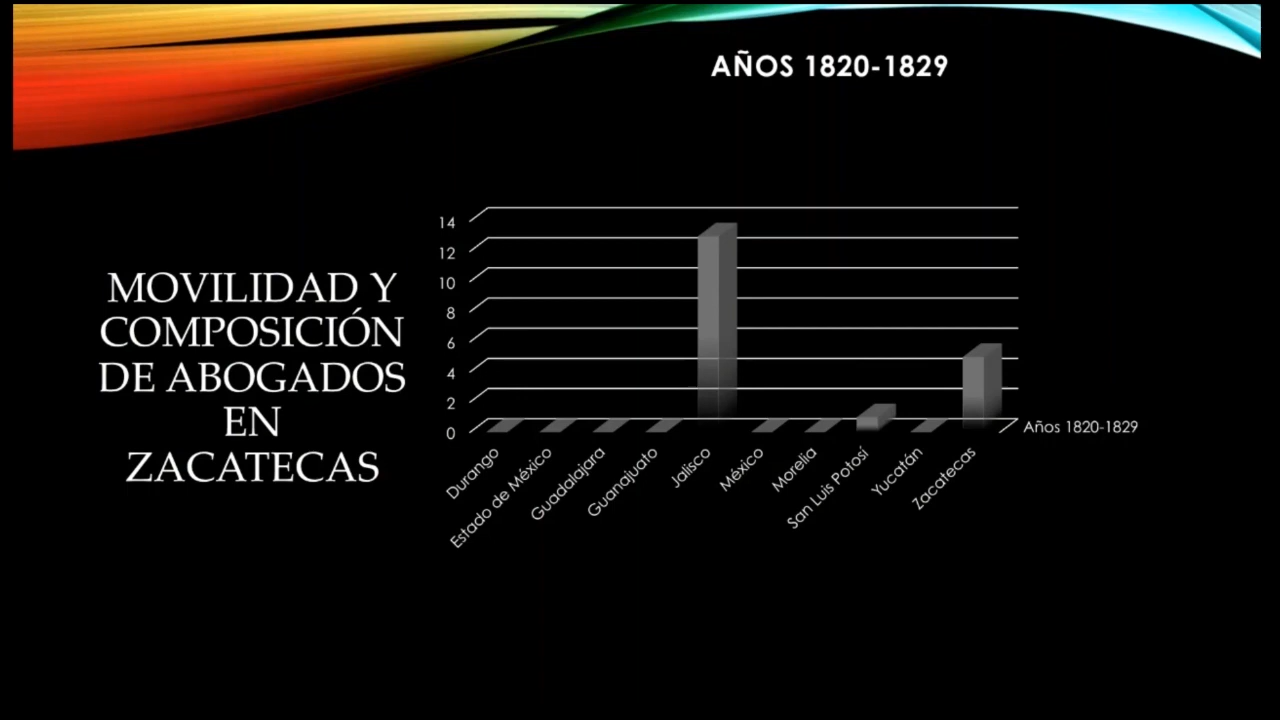 AÑOS 1820-1829
MOVILIDAD Y
COMPOSICIÓN
DE ABOGADOS
EN
ZACATECAS
14
12
10
8
6
4
2
0
Durango
Estado de México
Guadalajara
Guanajuato
Jalisco
México
Morelia
San Luis Potosí
Yucatán
Zacatecas
Años 1820-1829